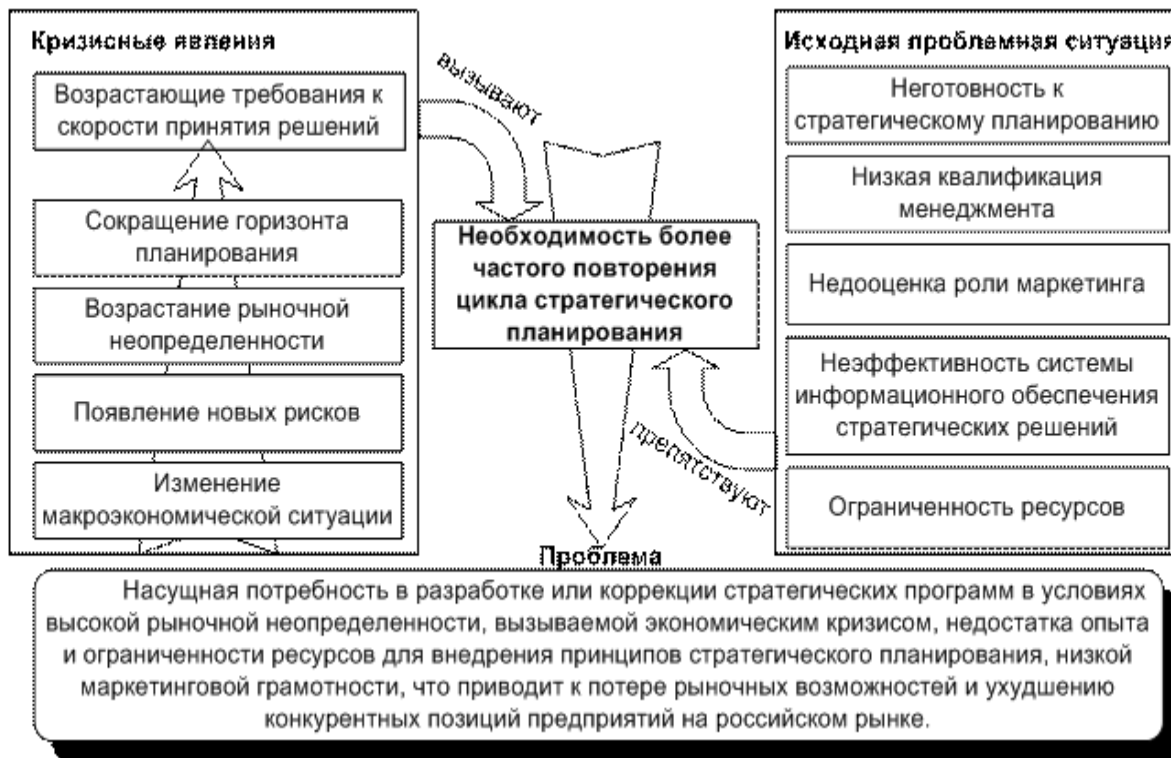 Кризисные явления
Возрастающие требования к
скорости принятия решений
Сокращение горизонта
планирования
Возрастание рыночной
неопределенности
Появление новых рисков
Изменение
макроэкономической ситуации
вызывают
Необходимость более
частого повторения
цикла стратегического
планирования
препятствуют
Исходная проблемная ситуация
Неготовность к
стратегическому планированию
Низкая квалификация
менеджмента
Недооценка роли маркетинга
Неэффективность системы
информационного обеспечения
стратегических решений
Ограниченность ресурсов
Проблема
Насущная потребность в разработке или коррекции стратегических программ в условиях
высокой рыночной неопределенности, вызываемой экономическим кризисом, недостатка опыта
и ограниченности ресурсов для внедрения принципов стратегического планирования, низкой
маркетинговой грамотности, что приводит к потере рыночных возможностей и ухудшению
конкурентных позиций предприятий на российском рынке.